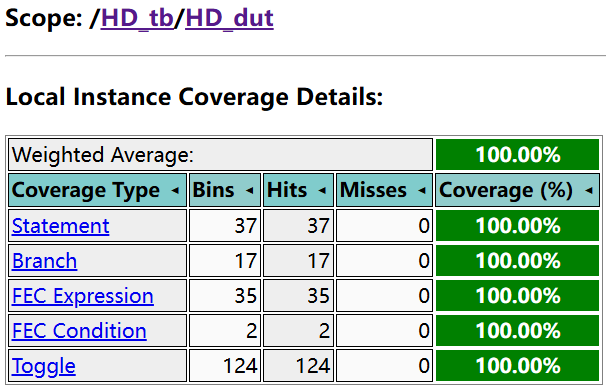 Scope: /HD_tb/HD_dut
Local Instance Coverage Details:
Weighted Average: 100.00%
Coverage Type ◄ Bins ◄ Hits ◄ Misses ◄ Coverage (%) ◄
Statement 37 37 0 100.00%
Branch 17 17 0 100.00%
FEC Expression 35 35 0 100.00%
FEC Condition 2 2 0 100.00%
Toggle 124 124 0 100.00%